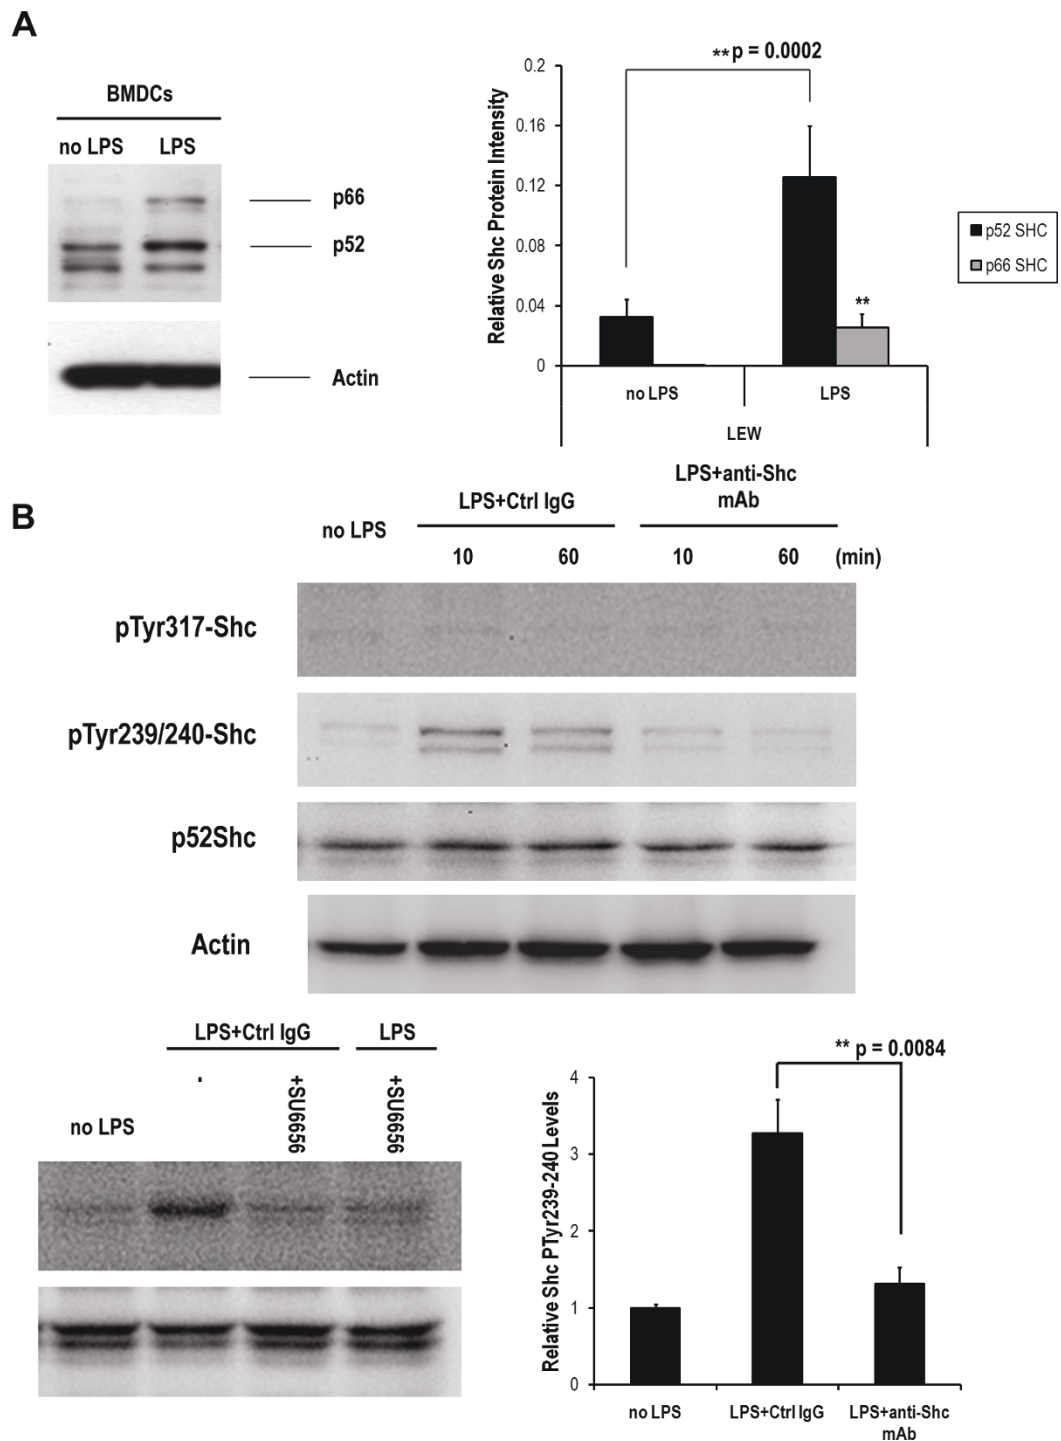 A
BMDCs
no LPS LPS
p66
p52
Actin
**p = 0.0002
Relative Shc Protein Intensity
0.2
0.16
0.12
0.08
0.04
0
**
no LPS LPS
LEW
p52 SHC
p66 SHC
B
no LPS
LPS+Ctrl IgG
LPS+anti-Shc
mAb
10 60 10 60 (min)
pTyr317-Shc
pTyr239/240-Shc
p52Shc
Actin
LPS+Ctrl IgG LPS
no LPS - +SU6656 +SU6656
** p = 0.0084
Relative Shc PTyr239-240 Levels
4
3
2
1
0
no LPS LPS+Ctrl IgG LPS+anti-Shc
mAb